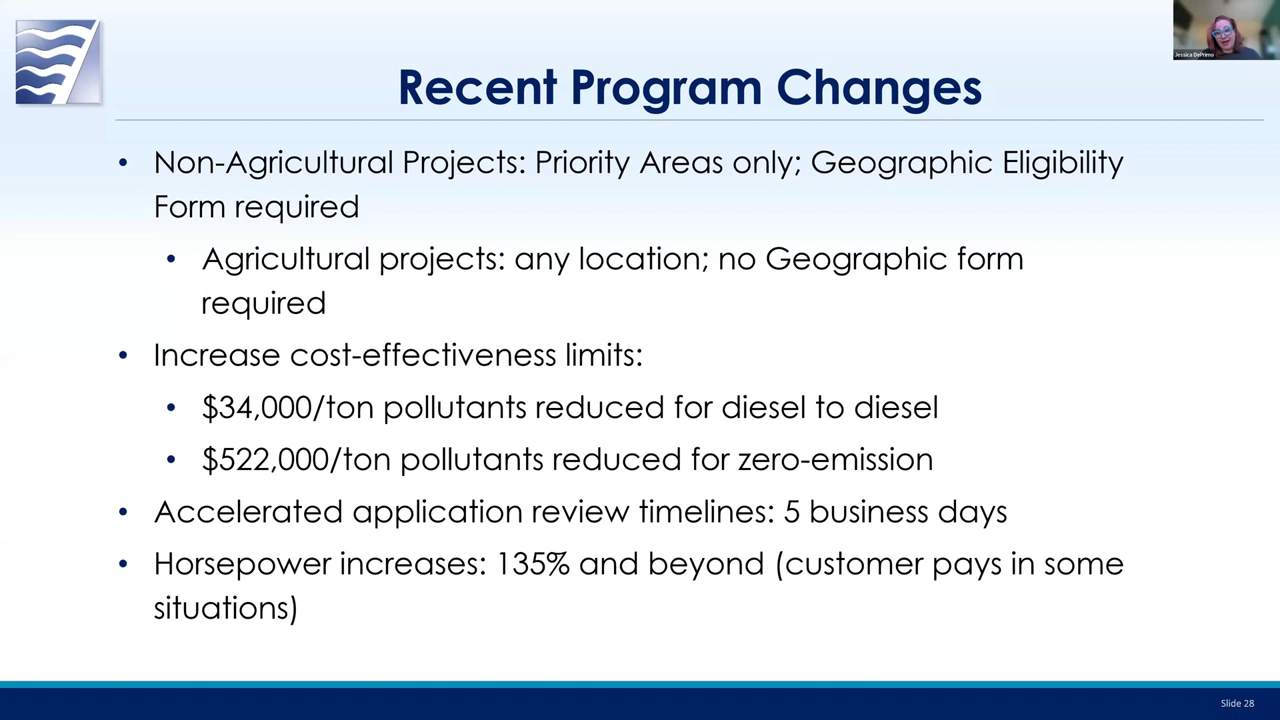 Jessica DePrimo
Recent Program Changes
• Non-Agricultural Projects: Priority Areas only; Geographic Eligibility
Form required
• Agricultural projects: any location; no Geographic form
required
• Increase cost-effectiveness limits:
• $34,000/ton pollutants reduced for diesel to diesel
• $522,000/ton pollutants reduced for zero-emission
• Accelerated application review timelines: 5 business days
• Horsepower increases: 135% and beyond (customer pays in some
situations)
Slide 28